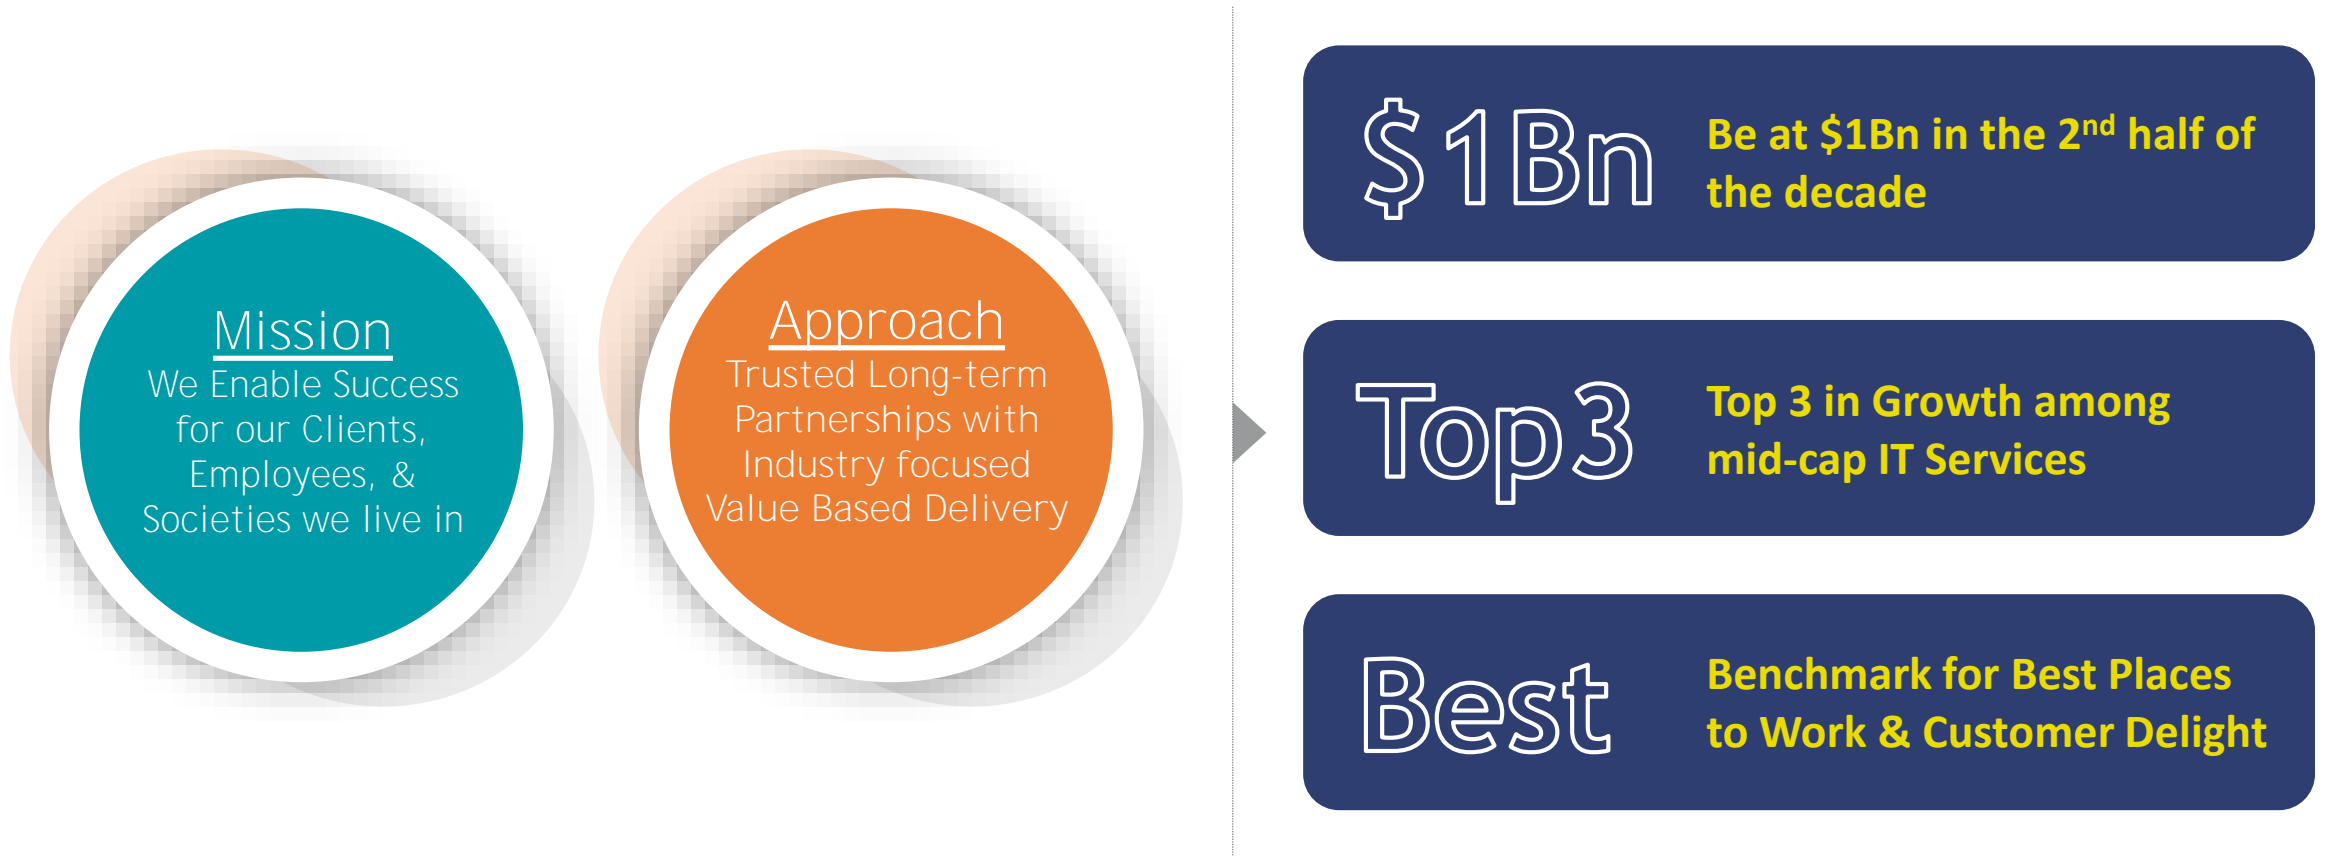 Mission
We Enable Success
for our Clients,
Employees, &
Societies we live in
Approach
Trusted Long-term
Partnerships with
Industry focused
Value Based Delivery
$1Bn
Be at $1Bn in the 2nd half of
the decade
Top3
Top 3 in Growth among
mid-cap IT Services
Best
Benchmark for Best Places
to Work & Customer Delight